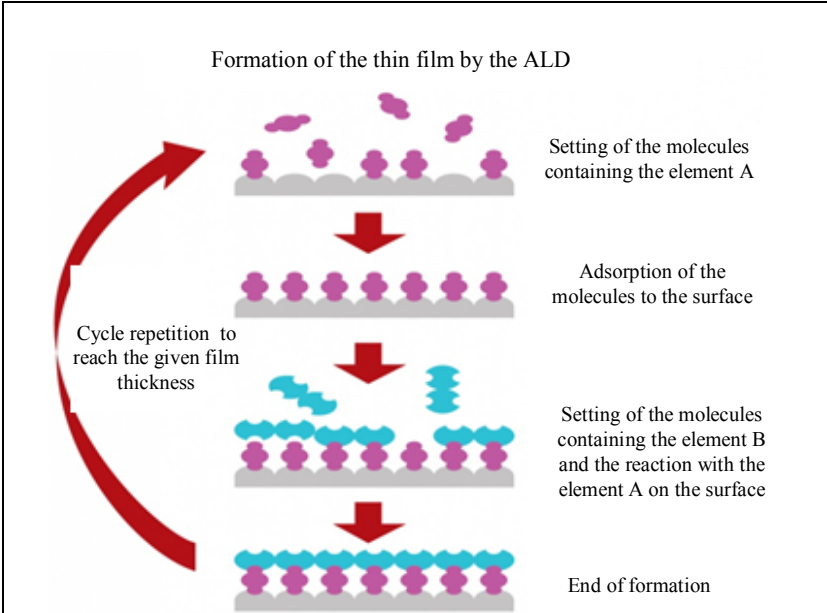 Formation of the thin film by the ALD
Setting of the molecules
containing the element A
Adsorption of the
molecules to the surface
Cycle repetition to
reach the given film
thickness
Setting of the molecules
containing the element B
and the reaction with the
element A on the surface
End of formation